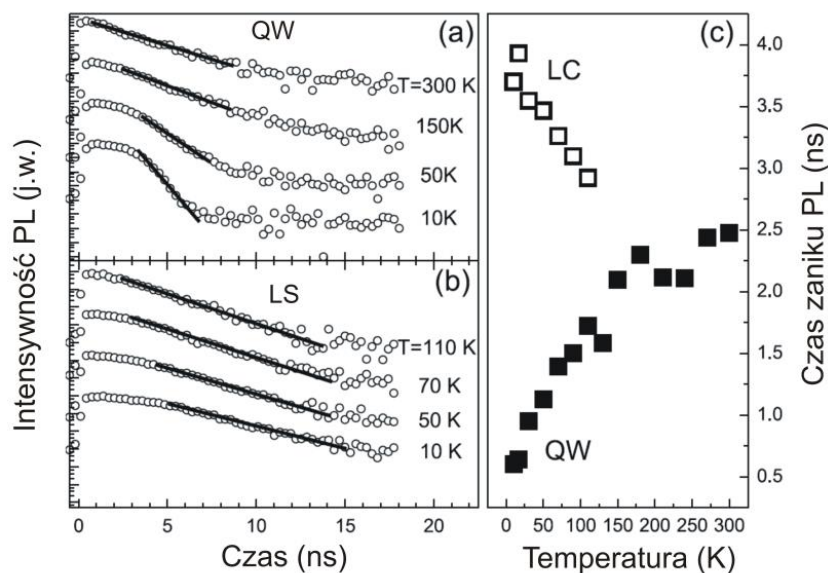 Intensywność PL (j.w.)
QW
(a)
T=300 K
150K
50K
10K
(b)
LS
T=110 K
70 K
50 K
10 K
0 5 10 15 20
Czas (ns)
(c)
LC
QW
4.0
3.5
3.0
2.5
2.0
1.5
1.0
0.5
Czas zaniku PL (ns)
0 50 100 150 200 250 300
Temperatura (K)